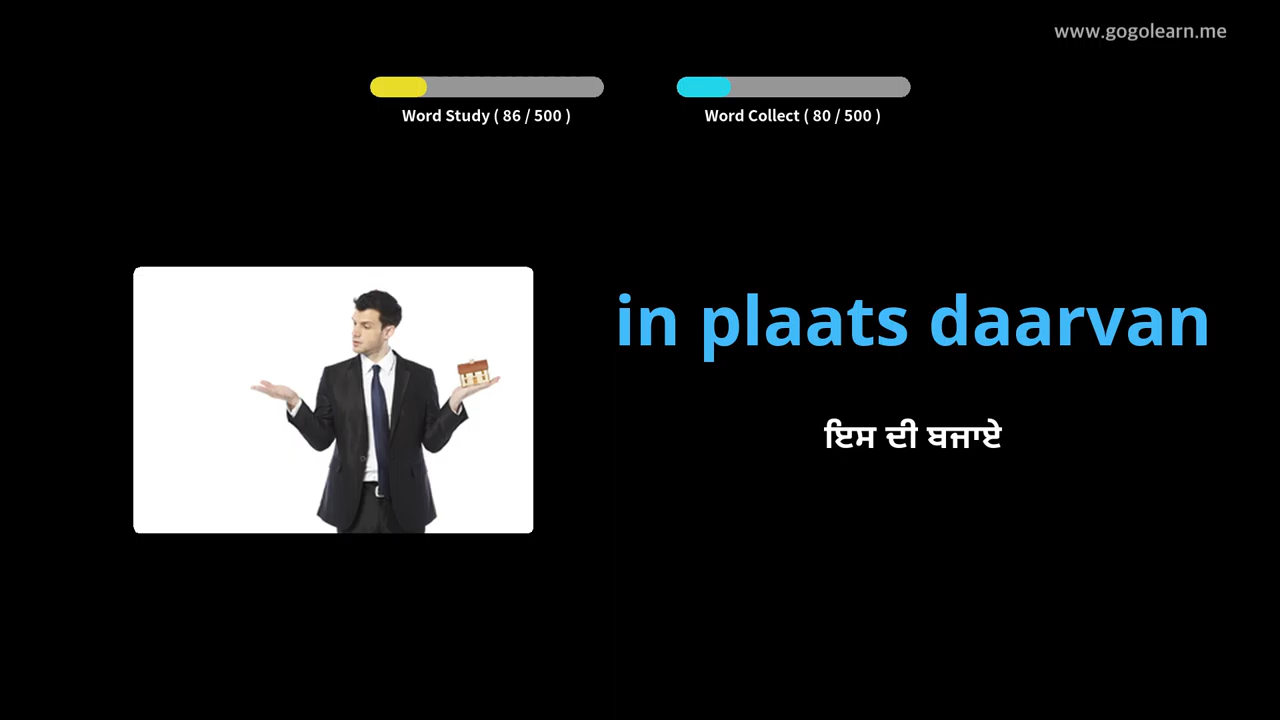 www.gogolearn.me
Word Study ( 86 / 500 )
Word Collect ( 80 / 500 )
in plaats daarvan
ਇਸ ਦੀ ਬਜਾਏ